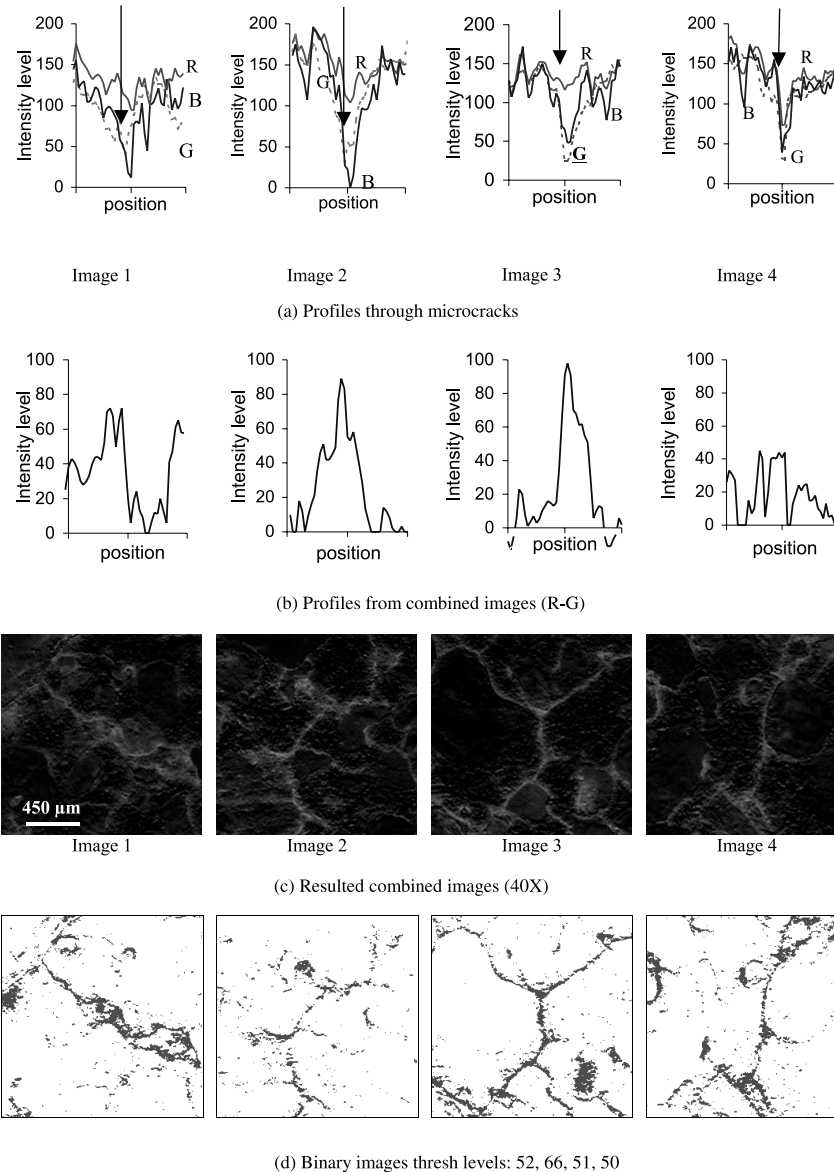 200
150
100
50
0
Intensity level
R
B
G
position
200
150
100
50
0
Intensity level
G
R
B
position
200
150
100
50
0
Intensity level
R
B
G
position
200
150
100
50
0
Intensity level
R
B
G
position
Image 1 Image 2 Image 3 Image 4
(a) Profiles through microcracks
100
80
60
40
20
0
Intensity level
position
100
80
60
40
20
0
Intensity level
position
100
80
60
40
20
0
Intensity level
position
100
80
60
40
20
0
Intensity level
position
(b) Profiles from combined images (R-G)
450 µm
Image 1 Image 2 Image 3 Image 4
(c) Resulted combined images (40X)
(d) Binary images thresh levels: 52, 66, 51, 50